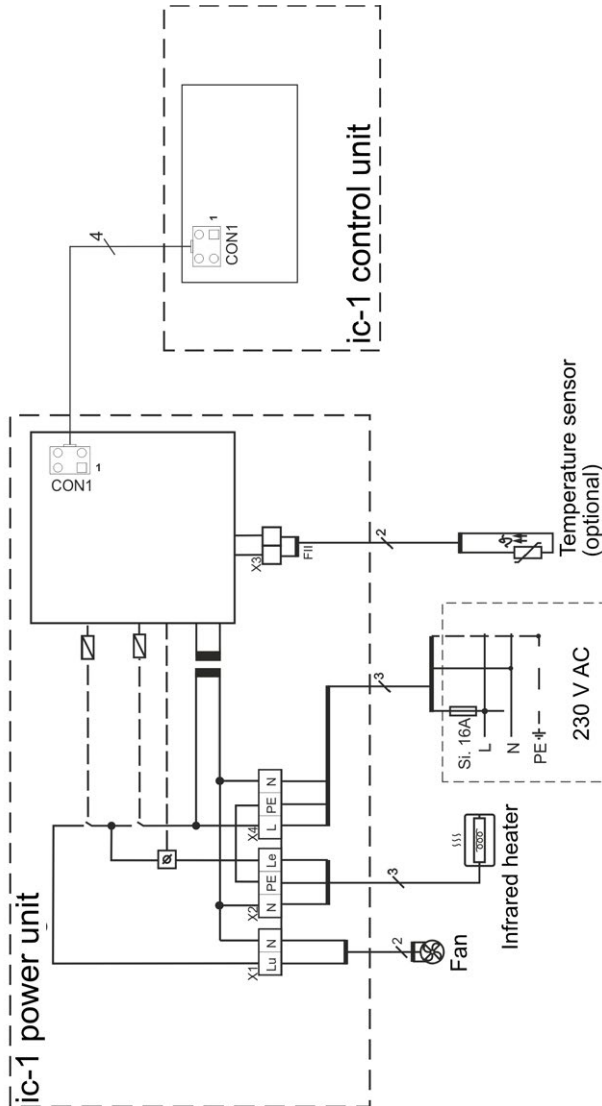 ic-1 power unit
CON1
1
X1
Lu
N
X2
N
PE
Le
X4
L
PE
N
X3
FII
2
Fan
3
Infrared heater
3
Si. 16A
L
N
PE
230 V AC
2
Temperature sensor
(optional)
4
ic-1 control unit
CON1
1